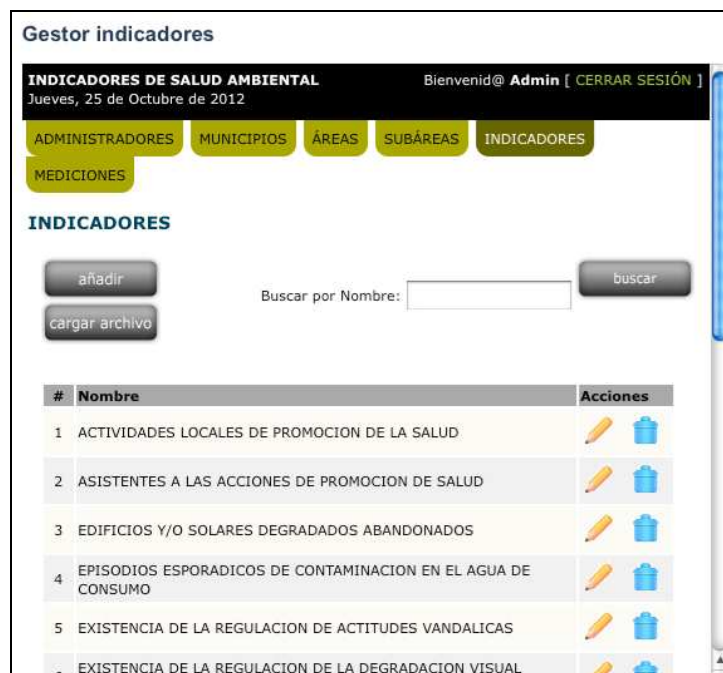 Gestor indicadores
INDICADORES DE SALUD AMBIENTAL Bienvenid@ Admin [ CERRAR SESIÓN ]
Jueves, 25 de Octubre de 2012
ADMINISTRADORES MUNICIPIOS ÁREAS SUBÁREAS INDICADORES
MEDICIONES
INDICADORES
añadir
Buscar por Nombre: buscar
cargar archivo
# Nombre Acciones
1 ACTIVIDADES LOCALES DE PROMOCION DE LA SALUD
2 ASISTENTES A LAS ACCIONES DE PROMOCION DE SALUD
3 EDIFICIOS Y/O SOLARES DEGRADADOS ABANDONADOS
4 EPISODIOS ESPORADICOS DE CONTAMINACION EN EL AGUA DE
CONSUMO
5 EXISTENCIA DE LA REGULACION DE ACTITUDES VANDALICAS
EXISTENCIA DE LA REGULACION DE LA DEGRADACION VISUAL